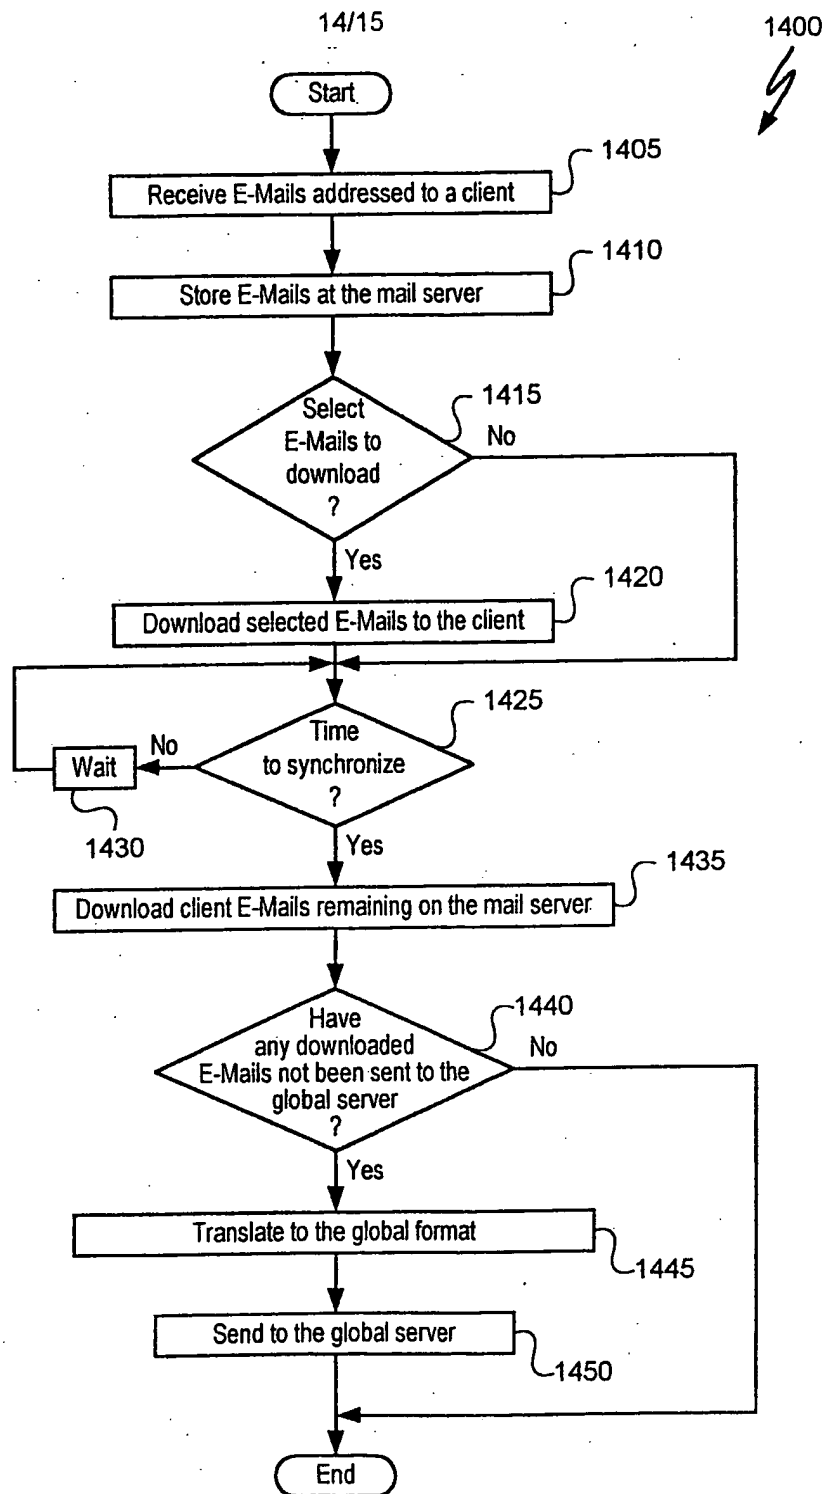 14/15
1400
Start
1405
Receive E-Mails addressed to a client
1410
Store E-Mails at the mail server
1415
Select
E-Mails to
download
?
No
Yes
1420
Download selected E-Mails to the client
1425
Time
to synchronize
?
No
Wait
1430
Yes
1435
Download client E-Mails remaining on the mail server
1440
Have
any downloaded
E-Mails not been sent to the
global server
?
No
Yes
Translate to the global format
1445
Send to the global server
1450
End